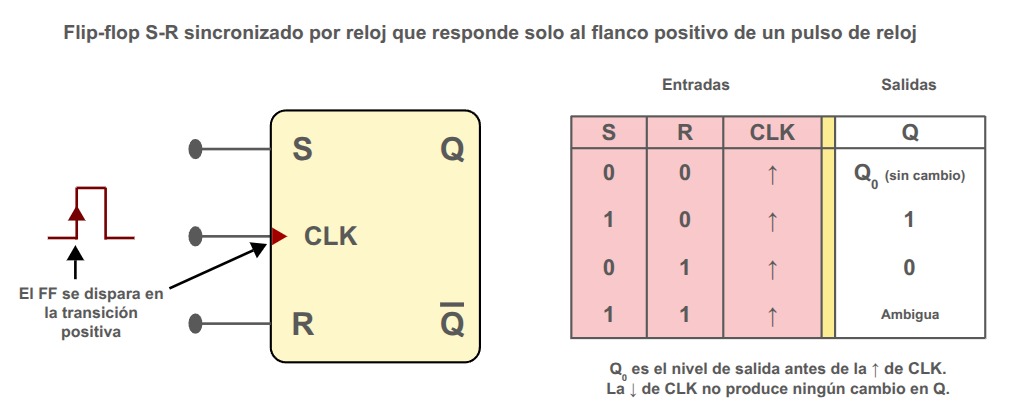 Flip-flop S-R sincronizado por reloj que responde solo al flanco positivo de un pulso de reloj
S Q
CLK
R Q̅
El FF se dispara en
la transición
positiva
Entradas Salidas
S R CLK Q
0 0 ↑ Q₀ (sin cambio)
1 0 ↑ 1
0 1 ↑ 0
1 1 ↑ Ambigua
Q₀ es el nivel de salida antes de la ↑ de CLK.
La ↓ de CLK no produce ningún cambio en Q.